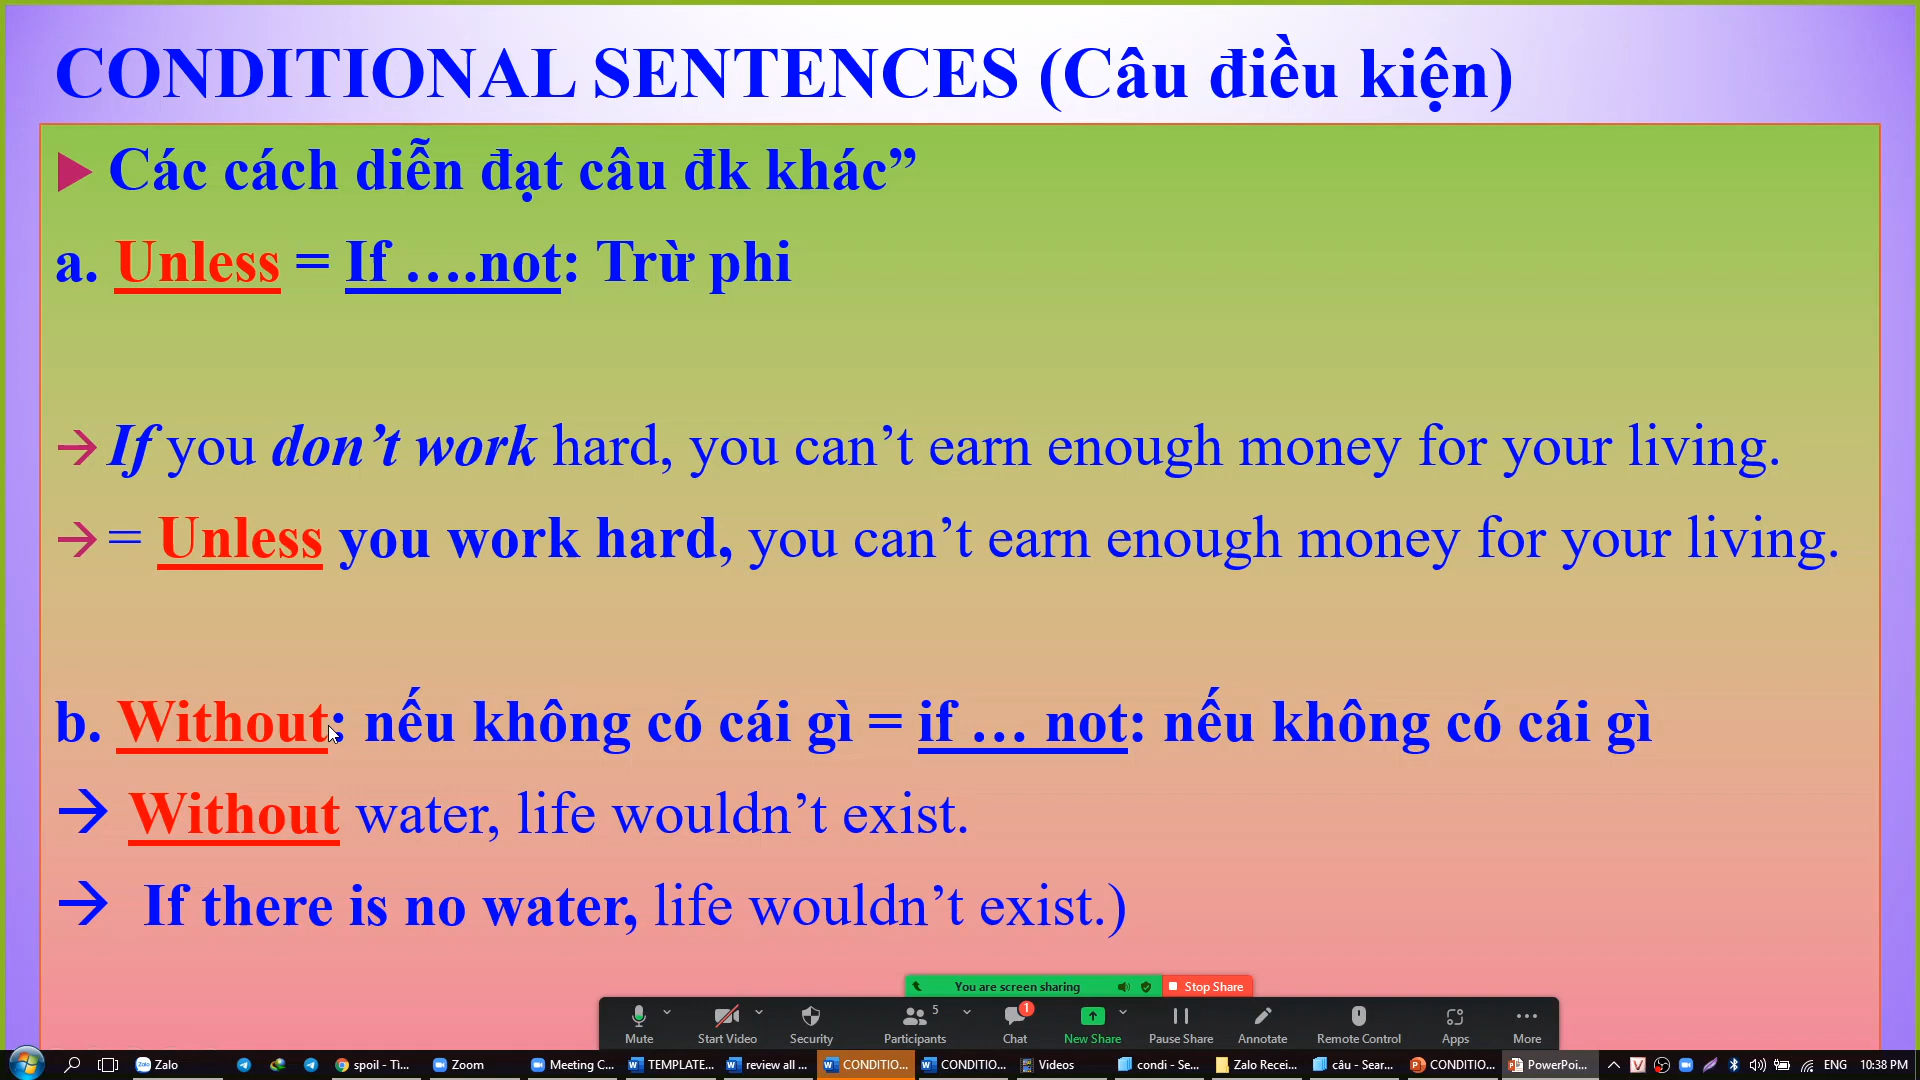 CONDITIONAL SENTENCES (Câu điều kiện)
Các cách diễn đạt câu đk khác”
a. Unless = If ….not: Trừ phi
If you don’t work hard, you can’t earn enough money for your living.
= Unless you work hard, you can’t earn enough money for your living.
b. Without: nếu không có cái gì = if … not: nếu không có cái gì
Without water, life wouldn’t exist.
If there is no water, life wouldn’t exist.)
You are screen sharing Stop Share
5 1
Mute Start Video Security Participants Chat New Share Pause Share Annotate Remote Control Apps More
Zalo spoil - Ti... Zoom Meeting C... TEMPLATE... review all ... CONDITIO... CONDITIO... Videos condi - Se... Zalo Recei... câu - Sear... CONDITIO... PowerPoi... ENG 10:38 PM